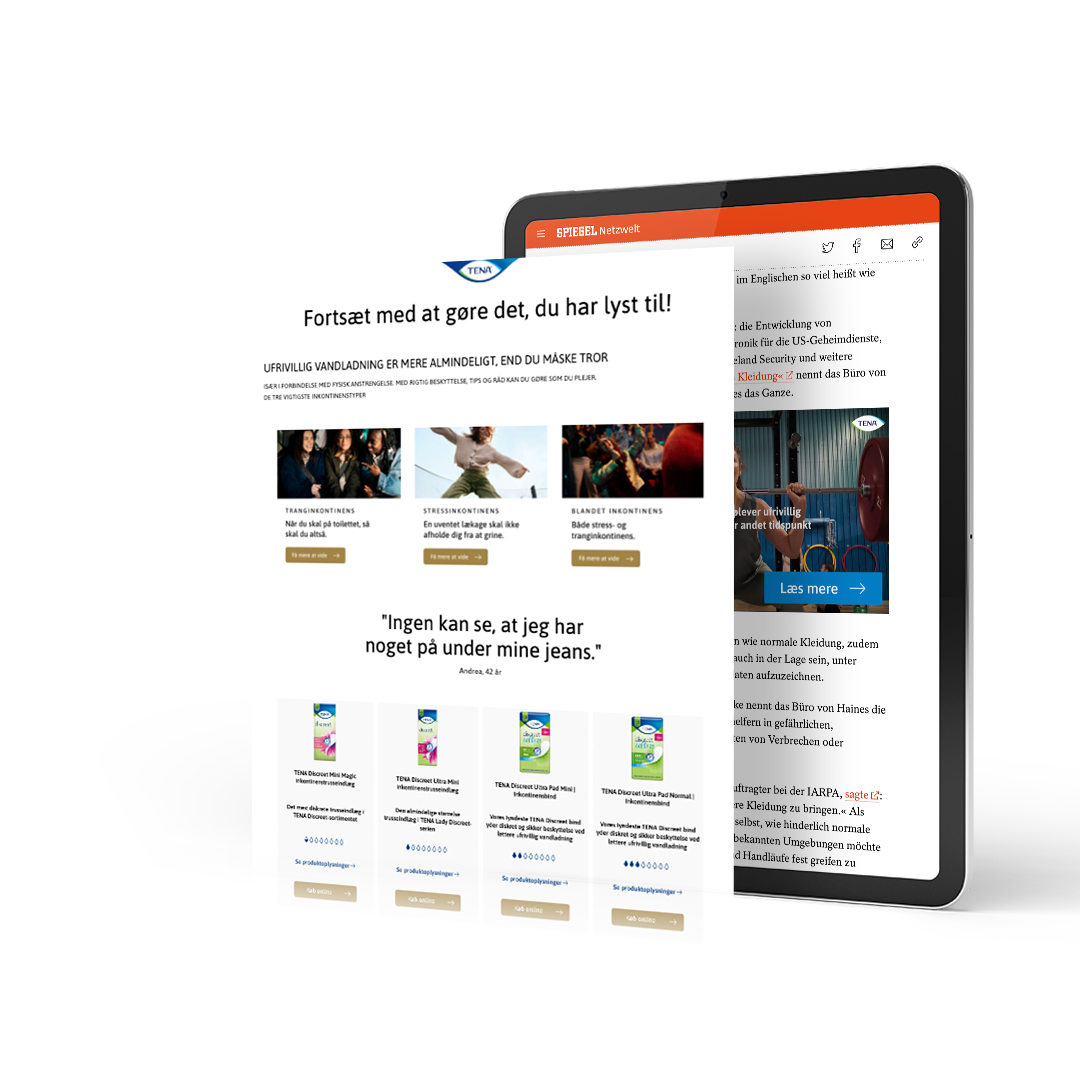 TENA
Fortsæt med at gøre det, du har lyst til!
UFRIVILLIG VANDLADNING ER MERE ALMINDELIGT, END DU MÅSKE TROR
ISÆR I FORBINDELSE MED FYSISK ANSTRENGELSE. MED RIGTIG BESKYTTELSE, TIPS OG RÅD KAN DU GØRE SOM DU PLEJER.
DE TRE VIGTIGSTE INKONTINENSTYPER
TRANGINKONTINENS
Når du skal på toilettet, så
skal du altså.
Få mere at vide
STRESSINKONTINENS
En uventet lækage skal ikke
afholde dig fra at grine.
Få mere at vide
BLANDET INKONTINENS
Både stress- og
tranginkontinens.
Få mere at vide
"Ingen kan se, at jeg har
noget på under mine jeans."
Andrea, 42 år
TENA Discreet Mini Magic
inkontinenstrusseindlæg
Det mest diskrete trusseindlæg i
TENA Discreet-sortimentet
Se produktoplysninger
Køb online
TENA Discreet Ultra Mini
inkontinenstrusseindlæg
Den almindelige størrelse
trusseindlæg i TENA Lady Discreet-
serien
Se produktoplysninger
Køb online
TENA Discreet Ultra Pad Mini |
Inkontinensbind
Vores tyndeste TENA Discreet bind
yder diskret og sikker beskyttelse ved
lettere ufrivillig vandladning
Se produktoplysninger
Køb online
TENA Discreet Ultra Pad Normal |
Inkontinensbind
Vores tyndeste TENA Discreet bind
yder diskret og sikker beskyttelse ved
lettere ufrivillig vandladning
Se produktoplysninger
Køb online
SPIEGEL Netzwelt
im Englischen so viel heißt wie
: die Entwicklung von
ronik für die US-Geheimdienste,
eland Security und weitere
Kleidung« nennt das Büro von
es das Ganze.
TENA
plever ufrivillig
r andet tidspunkt
Læs mere
n wie normale Kleidung, zudem
auch in der Lage sein, unter
aten aufzuzeichnen.
ke nennt das Büro von Haines die
helfern in gefährlichen,
ten von Verbrechen oder
uftragter bei der IARPA, sagte:
ere Kleidung zu bringen.« Als
selbst, wie hinderlich normale
bekannten Umgebungen möchte
d Handläufe fest greifen zu